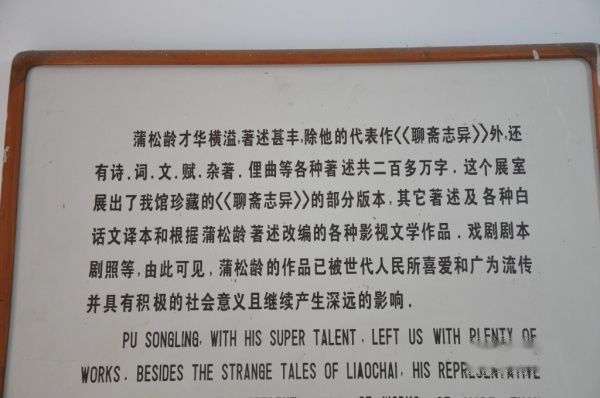 蒲松龄才华横溢,著述甚丰,除他的代表作《《聊斋志异》》外,还
有诗.词.文.赋.杂著.俚曲等各种著述共二百多万字.这个展室
展出了我馆珍藏的《《聊斋志异》》的部分版本,其它著述及各种白
话文译本和根据蒲松龄著述改编的各种影视文学作品.戏剧剧本
剧照等,由此可见,蒲松龄的作品已被世代人民所喜爱和广为流传
并具有积极的社会意义且继续产生深远的影响.
PU SONGLING, WITH HIS SUPER TALENT, LEFT US WITH PLENTY OF
WORKS. BESIDES THE STRANGE TALES OF LIAOCHAI, HIS REPRESENTATIVE